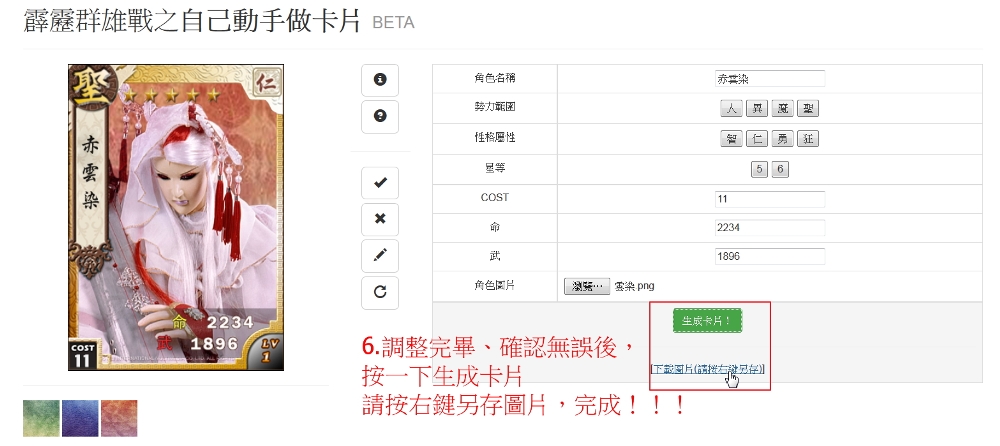 霹靂群雄戰之自己動手做卡片 BETA
聖
仁
赤雲染
命 2234
武 1896
COST
11
LV
1
角色名稱 赤雲染
勢力範圍 人 異 魔 聖
性格屬性 智 仁 勇 狂
星等 5 6
COST 11
命 2234
武 1896
角色圖片 瀏覽… 雲染.png
生成卡片！
[下載圖片(請按右鍵另存)]
6.調整完畢、確認無誤後，
按一下生成卡片
請按右鍵另存圖片，完成！！！